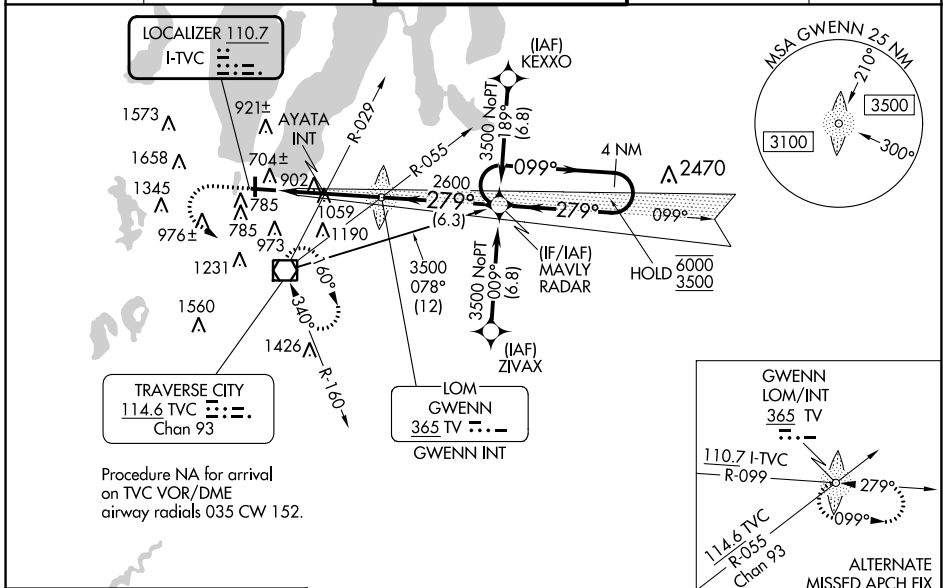 LOCALIZER 110.7
I-TVC
(IAF)
KEXXO
MSA GWENN 25 NM
210°
3500
3100
300°
1573
921±
AYATA
INT
R-029
3500 NoPT
189°
(6.8)
1658
704±
902
R-055
099°
4 NM
2470
1345
2600
279°
(6.3)
279°
099°
785
1059
785
976±
973
1190
1231
(IF/IAF)
MAVLY
RADAR
HOLD
6000
3500
3500
078°
(12)
3500 NoPT
009°
(6.8)
60°
340°
1560
1426
R-160
(IAF)
ZIVAX
TRAVERSE CITY
114.6 TVC
Chan 93
LOM
GWENN
365 TV
GWENN INT
Procedure NA for arrival
on TVC VOR/DME
airway radials 035 CW 152.
GWENN
LOM/INT
365 TV
110.7 I-TVC
R-099
279°
099°
114.6 TVC
R-055
Chan 93
ALTERNATE
MISSED APCH FIX